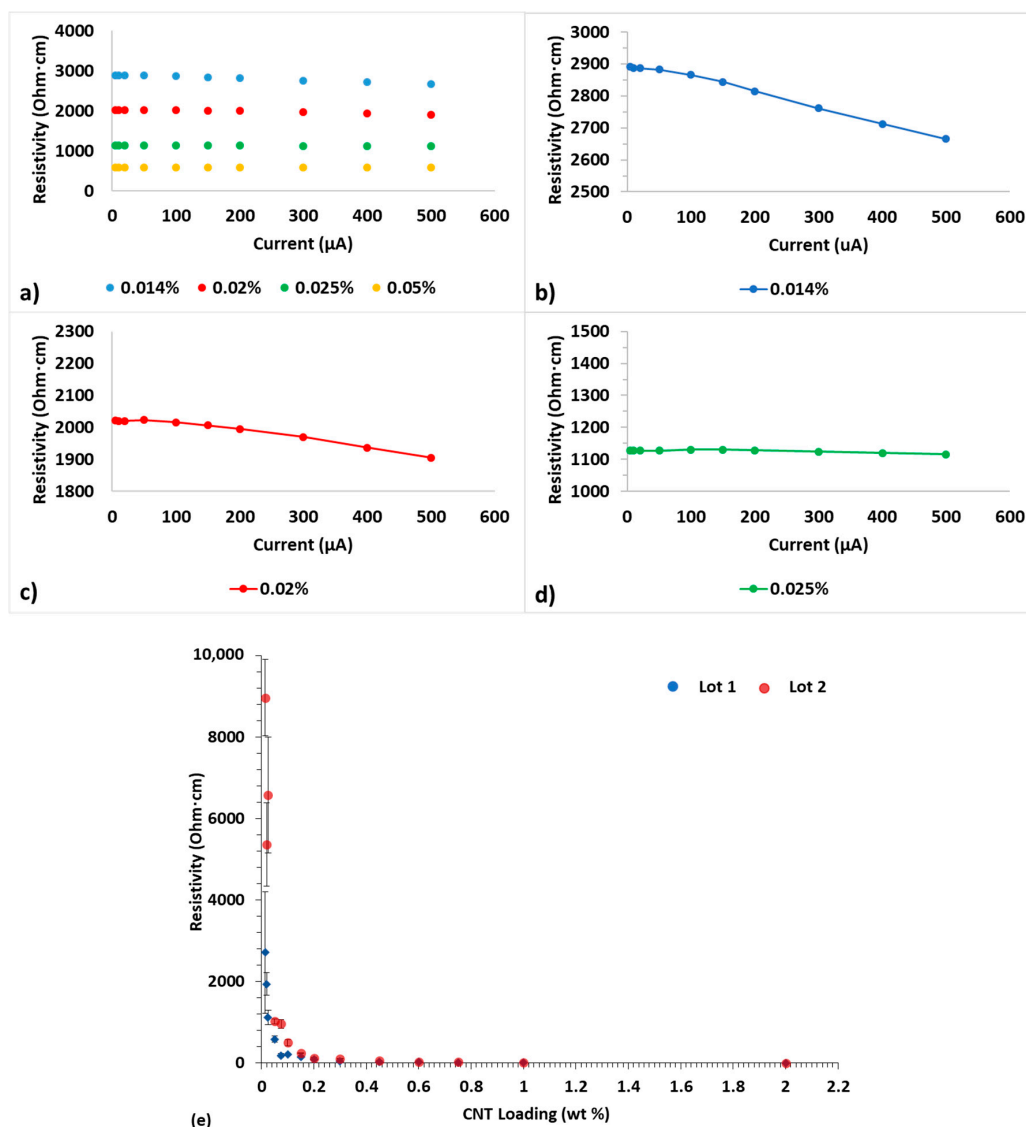 4000
3000
2000
1000
0
0 100 200 300 400 500 600
Resistivity (Ohm·cm)
Current (µA)
0.014% 0.02% 0.025% 0.05%
a)
3000
2900
2800
2700
2600
2500
0 100 200 300 400 500 600
Resistivity (Ohm·cm)
Current (uA)
0.014%
b)
2300
2200
2100
2000
1900
1800
0 100 200 300 400 500 600
Resistivity (Ohm·cm)
Current (µA)
0.02%
c)
1500
1400
1300
1200
1100
1000
0 100 200 300 400 500 600
Resistivity (Ohm·cm)
Current (µA)
0.025%
d)
10,000
8000
6000
4000
2000
0
0 0.2 0.4 0.6 0.8 1 1.2 1.4 1.6 1.8 2 2.2
Resistivity (Ohm·cm)
CNT Loading (wt %)
Lot 1 Lot 2
(e)